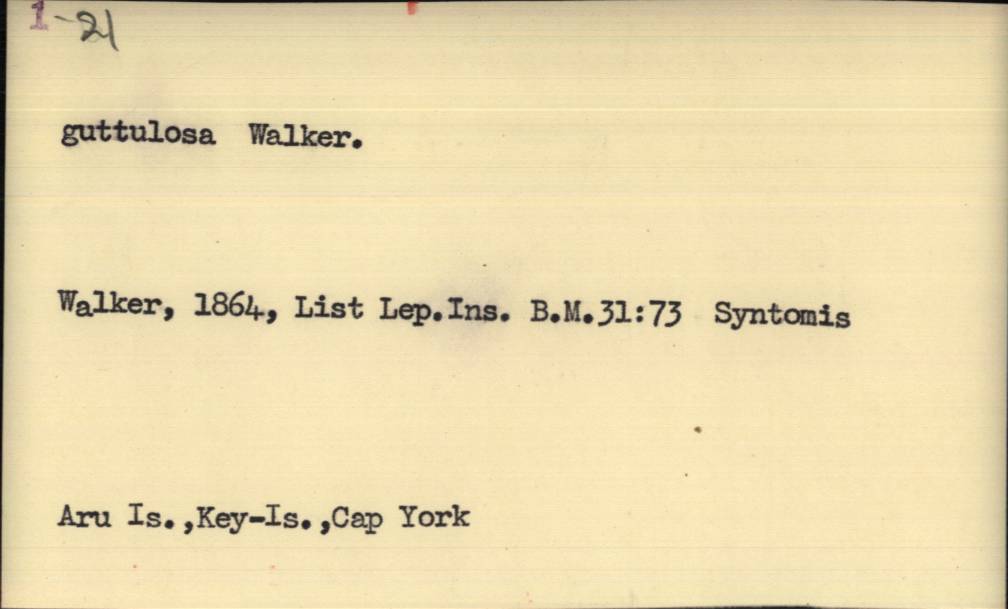 1-21
guttulosa Walker.
Walker, 1864, List Lep.Ins. B.M.31:73 Syntomis
Aru Is.,Key-Is.,Cap York